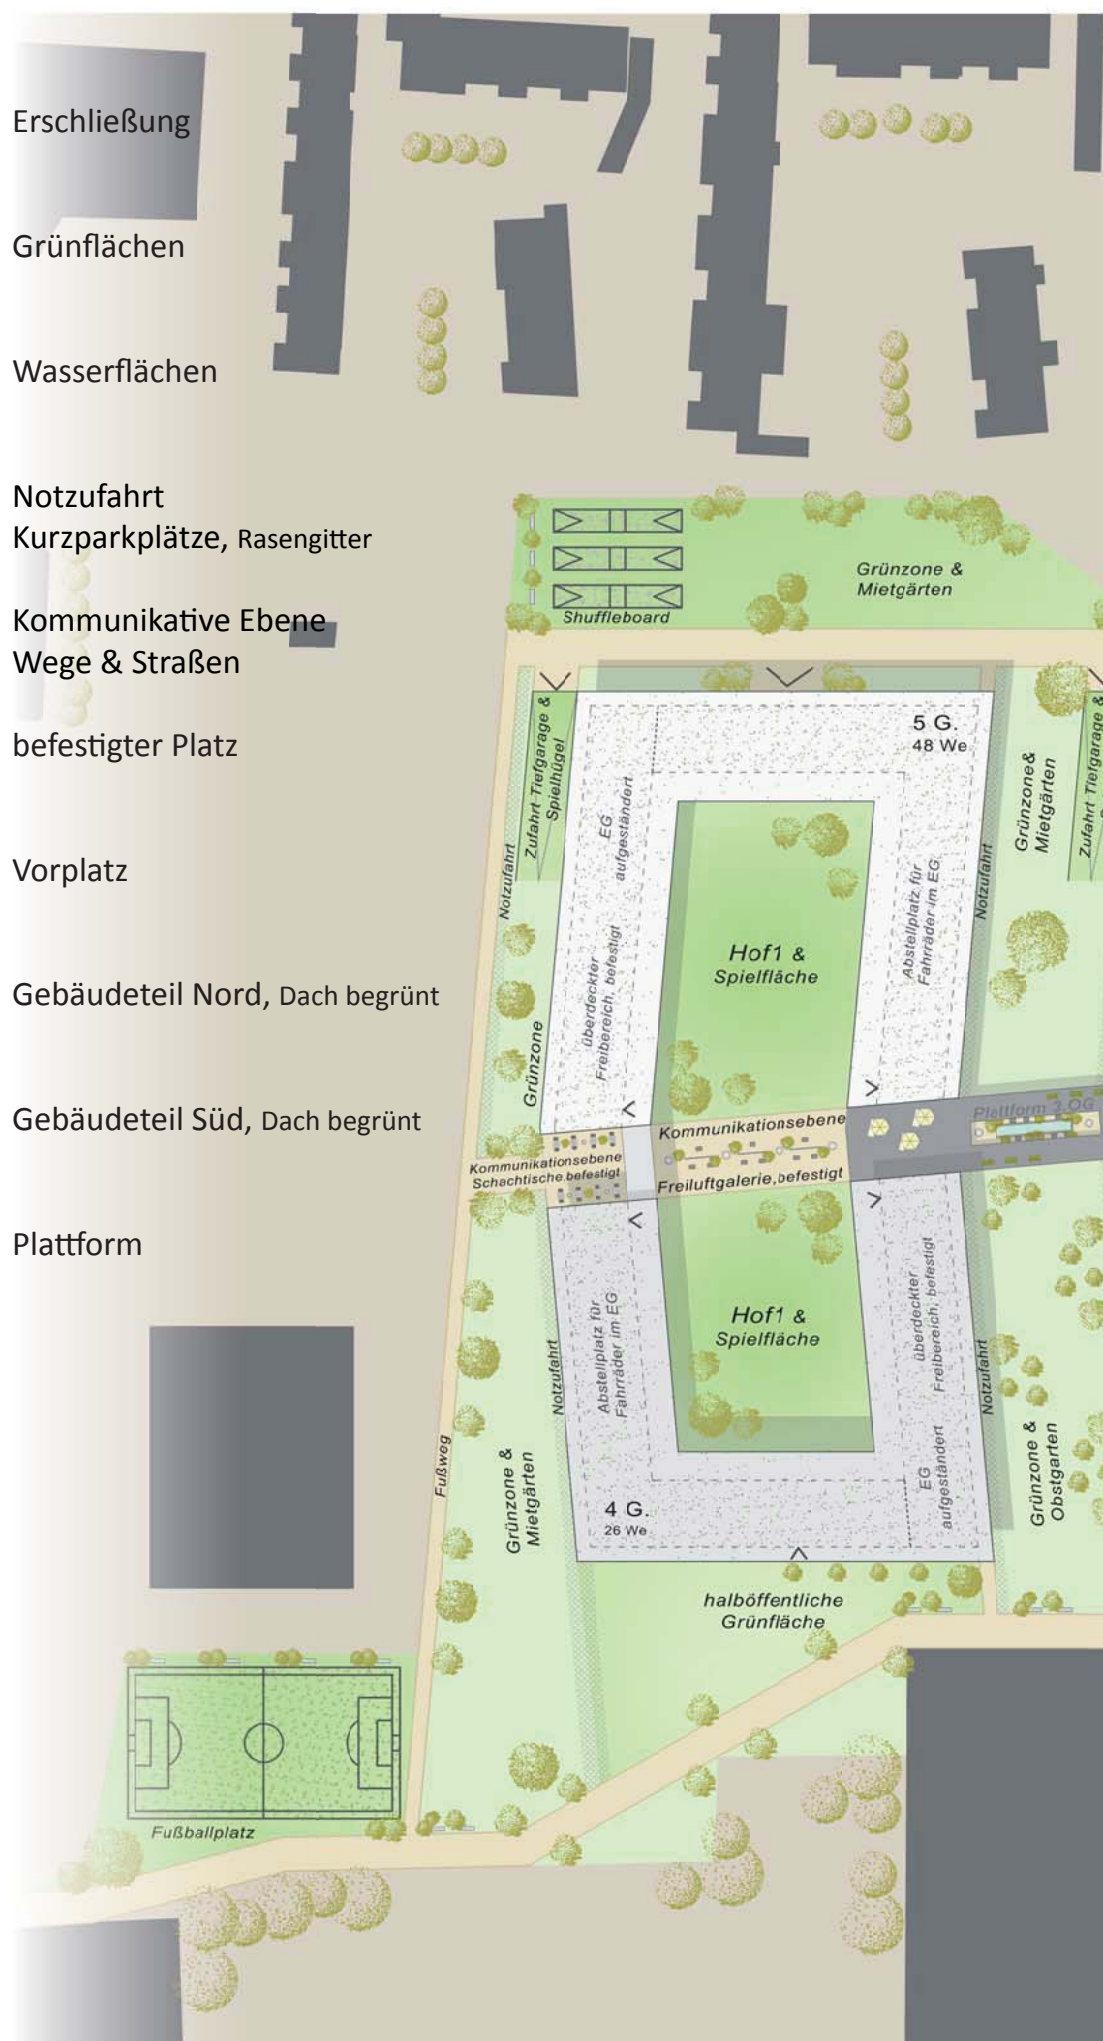 Erschließung
Grünflächen
Wasserflächen
Notzufahrt
Kurzparkplätze, Rasengitter
Kommunikative Ebene
Wege & Straßen
befestigter Platz
Vorplatz
Gebäudeteil Nord, Dach begrünt
Gebäudeteil Süd, Dach begrünt
Plattform
Shuffleboard
Grünzone &
Mietgärten
Zufahrt Tiefgarage &
Spielhügel
Notzufahrt
EG
aufgeständert
überdeckter
Freibereich, befestigt
5 G.
48 We
Abstellplatz für
Fahrräder im EG
Notzufahrt
Grünzone&
Mietgärten
Zufahrt Tiefgarage &
Hof1 &
Spielfläche
Grünzone
Kommunikationsebene
Schachtische,befestigt
Kommunikationsebene
Freiluftgalerie,befestigt
Plattform 3.OG
Hof1 &
Spielfläche
Abstellplatz für
Fahrräder im EG
Notzufahrt
überdeckter
Freibereich, befestigt
EG
aufgeständert
Notzufahrt
Grünzone &
Obstgarten
Fußweg
Grünzone &
Mietgärten
4 G.
26 We
halböffentliche
Grünfläche
Fußballplatz